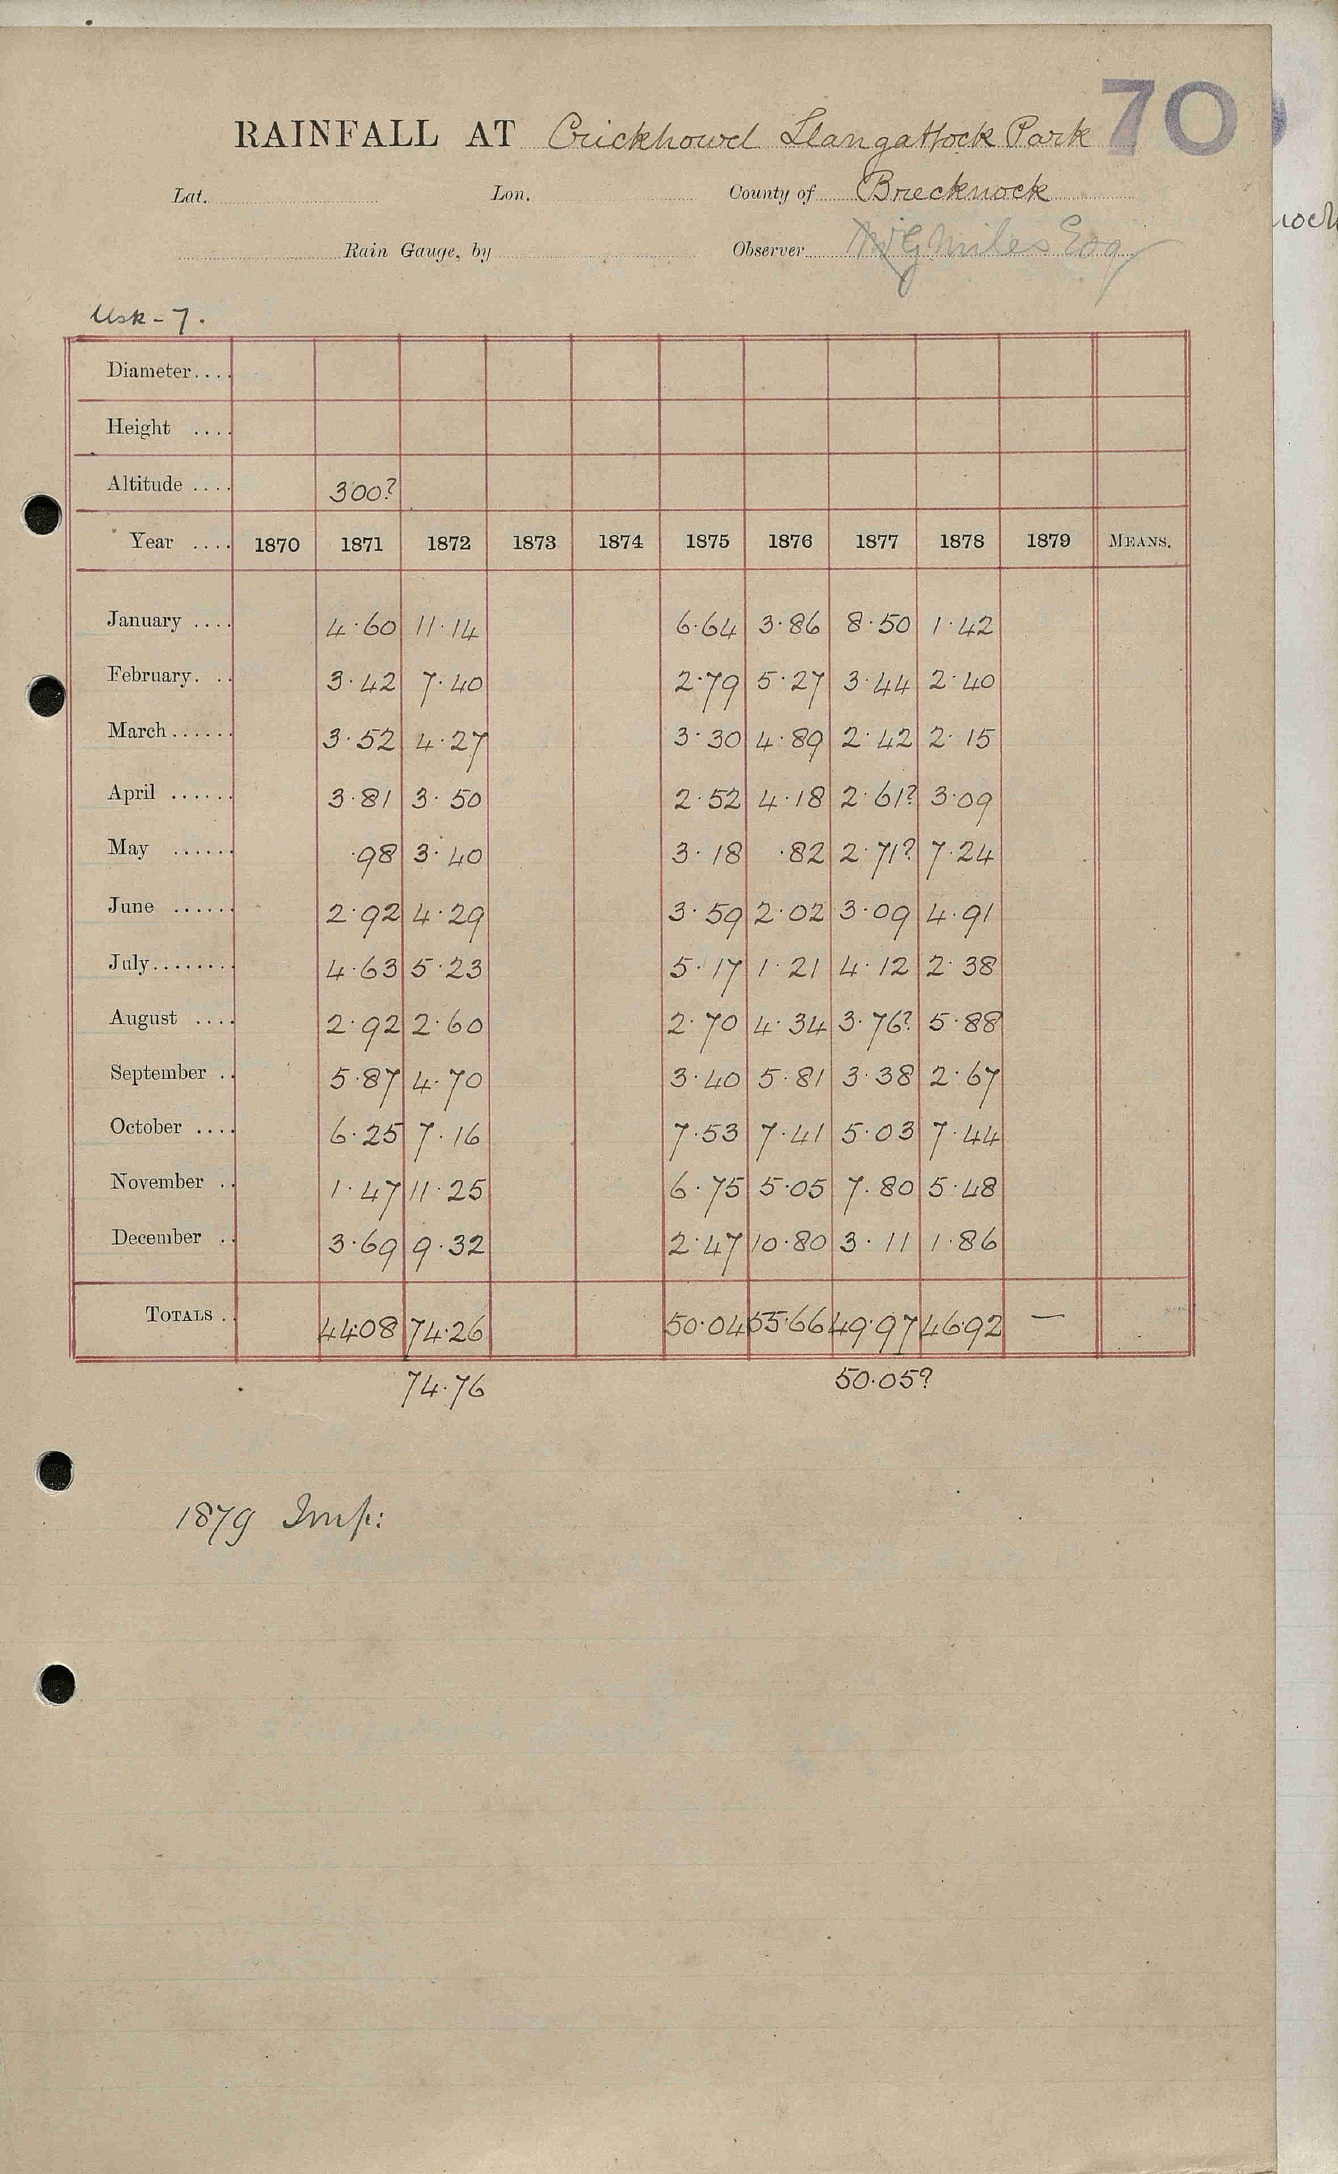 70
RAINFALL AT Crickhowel Llangattock Park
Lat. Lon. County of Brecknock
Rain Gauge, by Observer W G Miles Esq
nock
Usk - 7.
Diameter....
Height ....
Altitude .... 300?
Year .... 1870 1871 1872 1873 1874 1875 1876 1877 1878 1879 MEANS.
January .... 4.60 11.14 6.64 3.86 8.50 1.42
February. .. 3.42 7.40 2.79 5.27 3.44 2.40
March...... 3.52 4.27 3.30 4.89 2.42 2.15
April ...... 3.81 3.50 2.52 4.18 2.61? 3.09
May ...... .98 3.40 3.18 .82 2.71? 7.24
June ...... 2.92 4.29 3.59 2.02 3.09 4.91
July........ 4.63 5.23 5.17 1.21 4.12 2.38
August .... 2.92 2.60 2.70 4.34 3.76? 5.88
September .. 5.87 4.70 3.40 5.81 3.38 2.67
October .... 6.25 7.16 7.53 7.41 5.03 7.44
November .. 1.47 11.25 6.75 5.05 7.80 5.48
December .. 3.69 9.32 2.47 10.80 3.11 1.86
TOTALS .. 44.08 74.26 50.04 55.66 49.97 46.92 —
74.76 50.05?
1879 Imp: